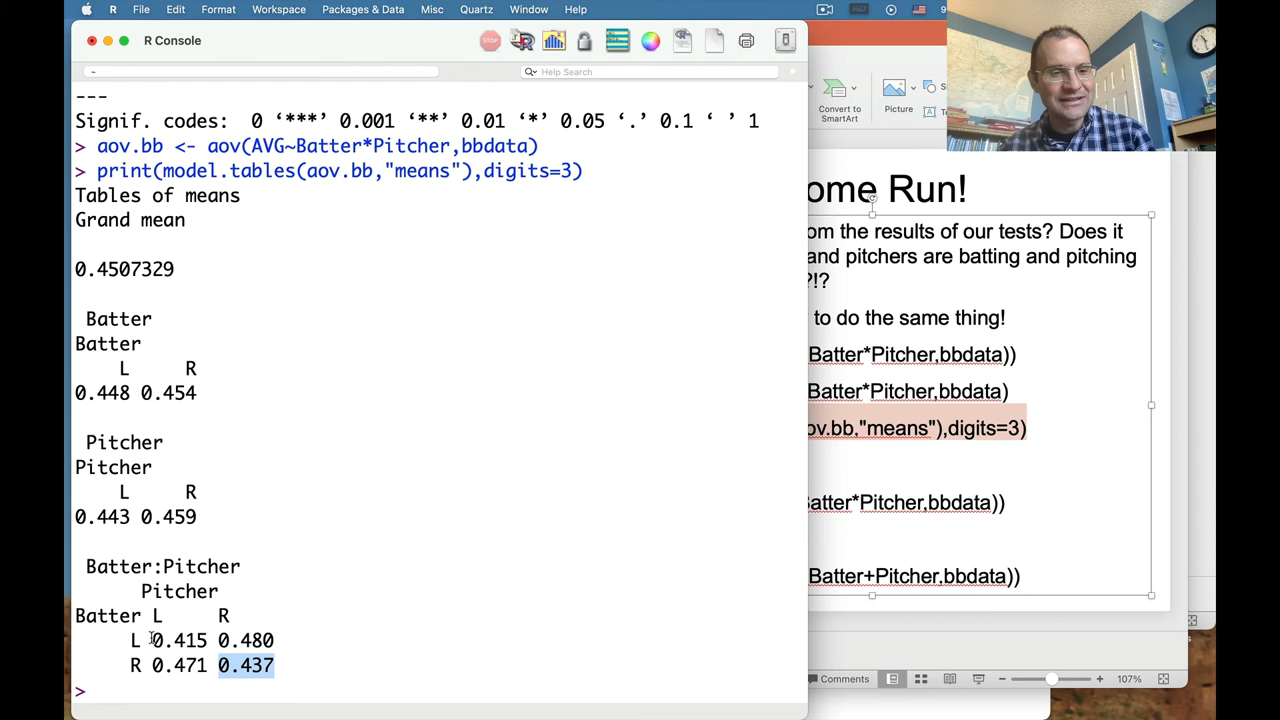 R File Edit Format Workspace Packages & Data Misc Quartz Window Help
R Console
STOP
~
Help Search
---
Signif. codes:  0 ‘***’ 0.001 ‘**’ 0.01 ‘*’ 0.05 ‘.’ 0.1 ‘ ’ 1
> aov.bb <- aov(AVG~Batter*Pitcher,bbdata)
> print(model.tables(aov.bb,"means"),digits=3)
Tables of means
Grand mean
0.4507329
Batter
Batter
L R
0.448 0.454
Pitcher
Pitcher
L R
0.443 0.459
Batter:Pitcher
Pitcher
Batter L R
L 0.415 0.480
R 0.471 0.437
>
Convert to
SmartArt
Picture
ome Run!
om the results of our tests? Does it
and pitchers are batting and pitching
?!?
to do the same thing!
Batter*Pitcher,bbdata))
Batter*Pitcher,bbdata)
ov.bb,"means"),digits=3)
Batter*Pitcher,bbdata))
Batter+Pitcher,bbdata))
Comments
107%